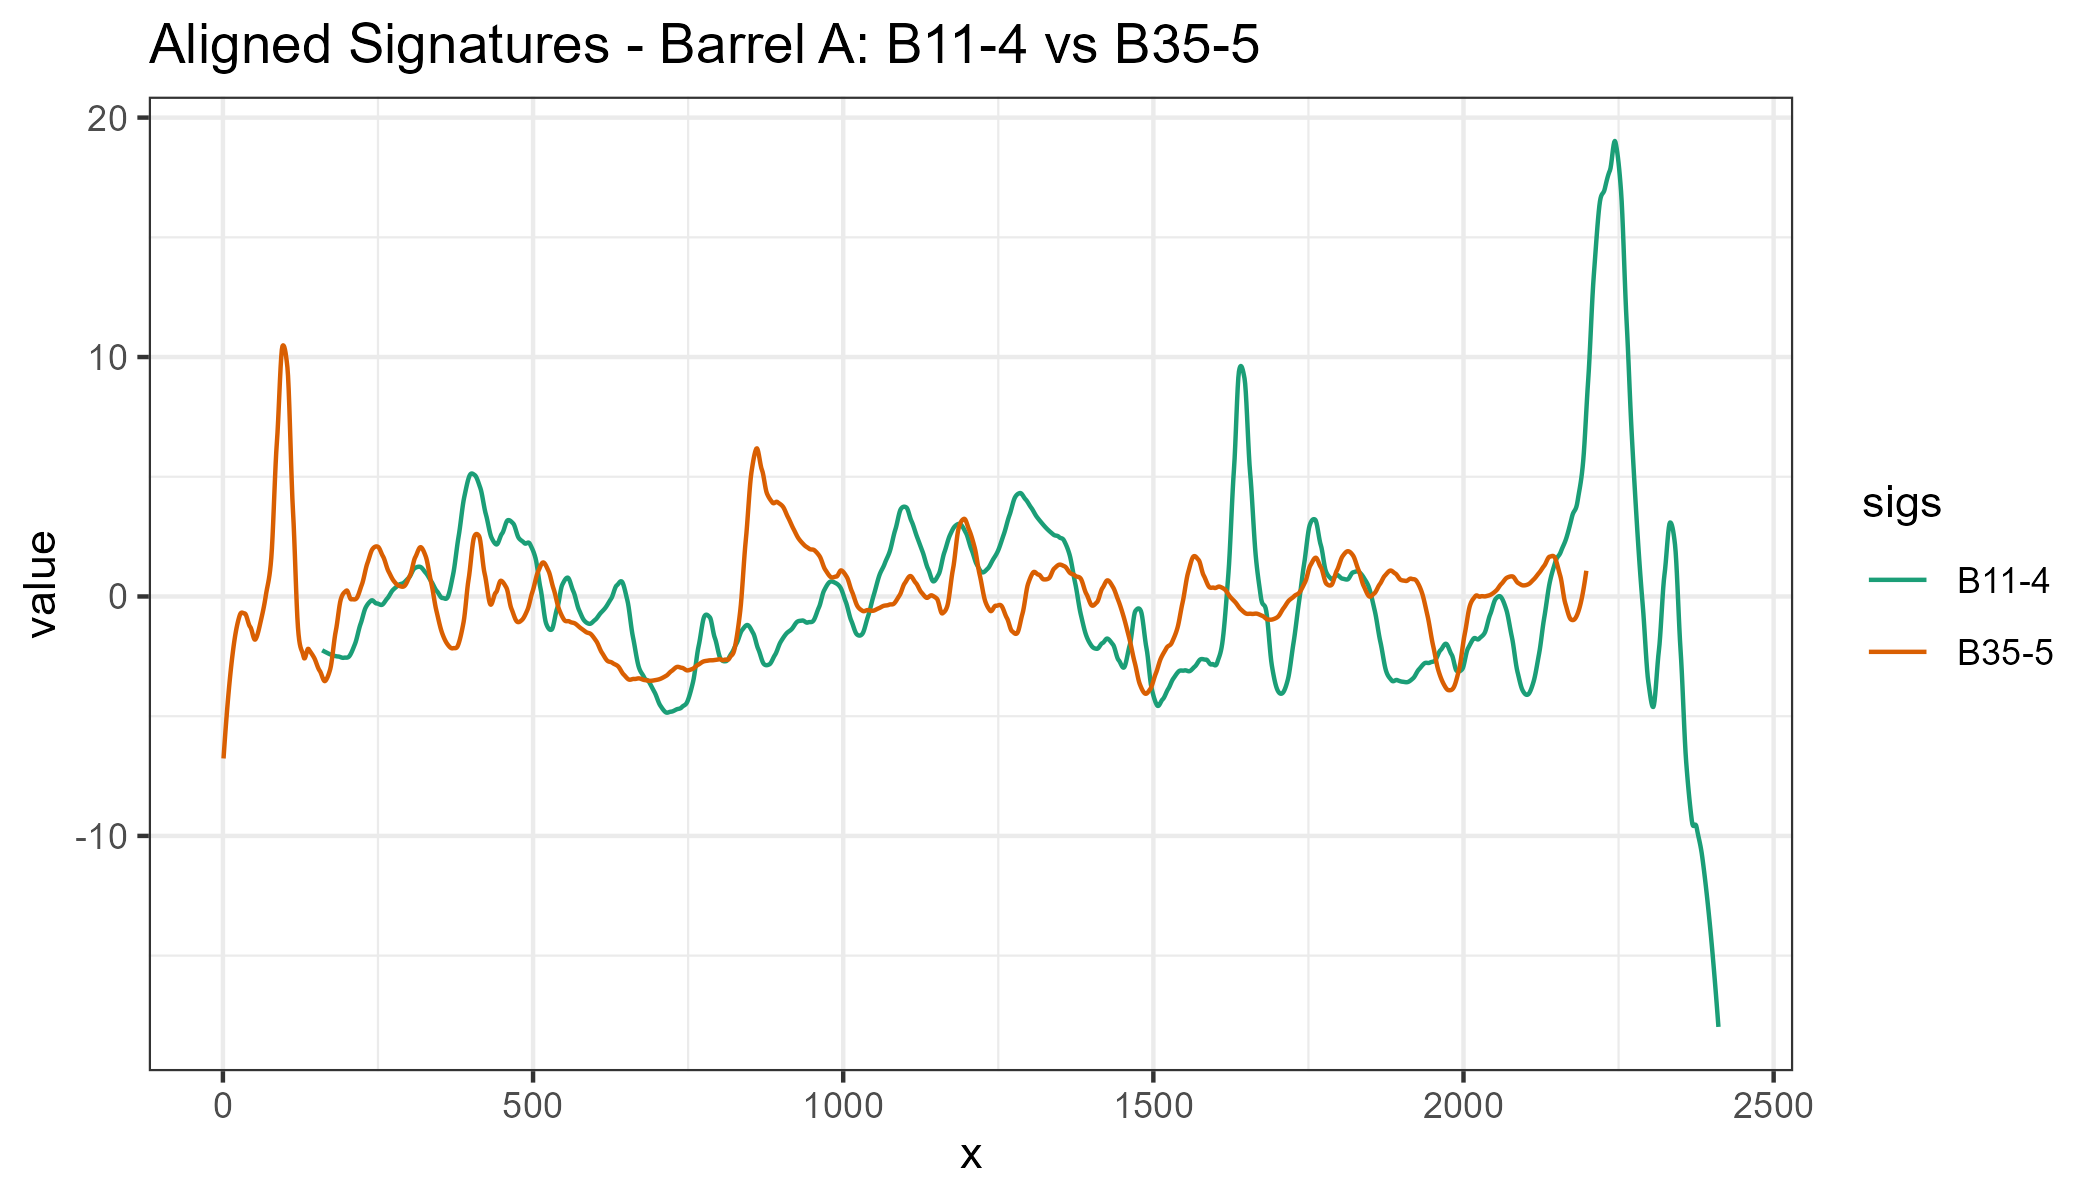 Aligned Signatures - Barrel A: B11-4 vs B35-5
20
10
0
-10
value
0 500 1000 1500 2000 2500
x
sigs
B11-4
B35-5